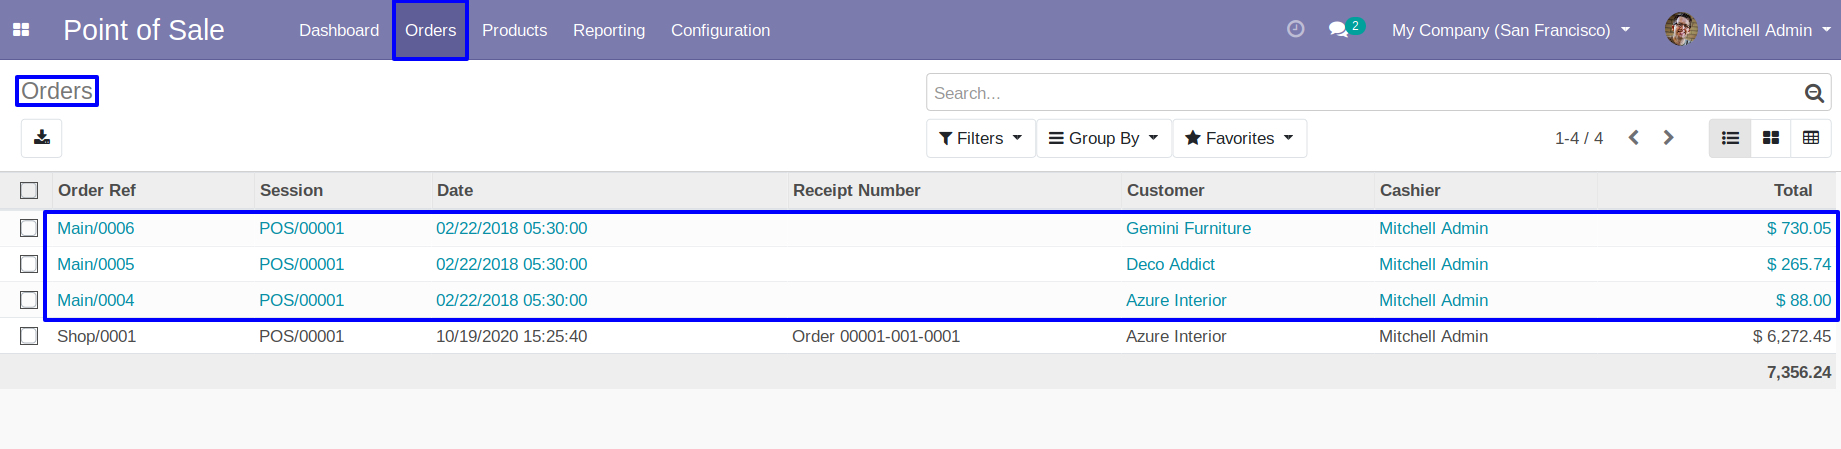 Point of Sale Dashboard Orders Products Reporting Configuration 2 My Company (San Francisco) Mitchell Admin
Orders
Search...
Filters Group By Favorites 1-4 / 4
Order Ref Session Date Receipt Number Customer Cashier Total
Main/0006 POS/00001 02/22/2018 05:30:00 Gemini Furniture Mitchell Admin $ 730.05
Main/0005 POS/00001 02/22/2018 05:30:00 Deco Addict Mitchell Admin $ 265.74
Main/0004 POS/00001 02/22/2018 05:30:00 Azure Interior Mitchell Admin $ 88.00
Shop/0001 POS/00001 10/19/2020 15:25:40 Order 00001-001-0001 Azure Interior Mitchell Admin $ 6,272.45
7,356.24